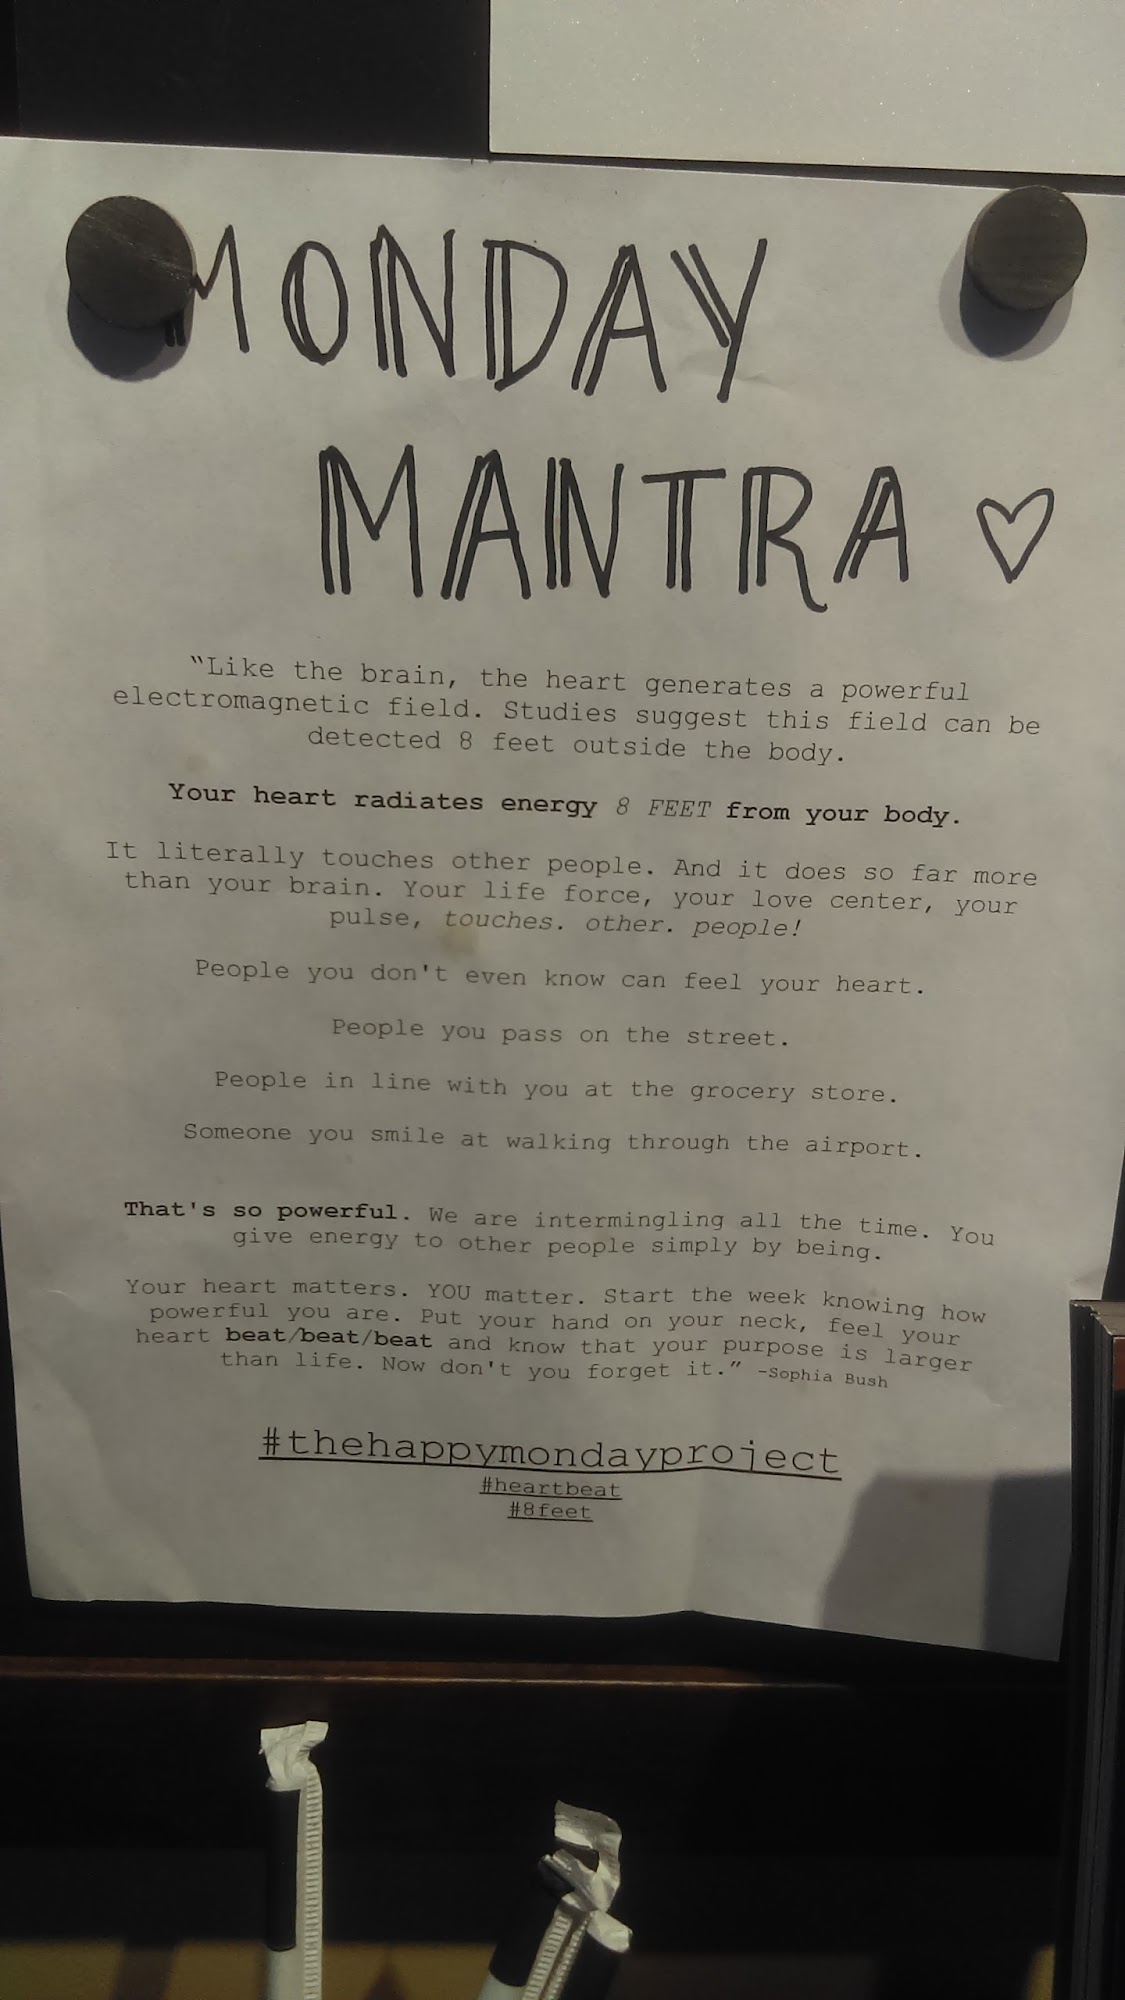 MONDAY
MANTRA ♡
“Like the brain, the heart generates a powerful
electromagnetic field. Studies suggest this field can be
detected 8 feet outside the body.
Your heart radiates energy 8 FEET from your body.
It literally touches other people. And it does so far more
than your brain. Your life force, your love center, your
pulse, touches. other. people!
People you don't even know can feel your heart.
People you pass on the street.
People in line with you at the grocery store.
Someone you smile at walking through the airport.
That's so powerful. We are intermingling all the time. You
give energy to other people simply by being.
Your heart matters. YOU matter. Start the week knowing how
powerful you are. Put your hand on your neck, feel your
heart beat/beat/beat and know that your purpose is larger
than life. Now don't you forget it.” -Sophia Bush
#thehappymondayproject
#heartbeat
#8feet